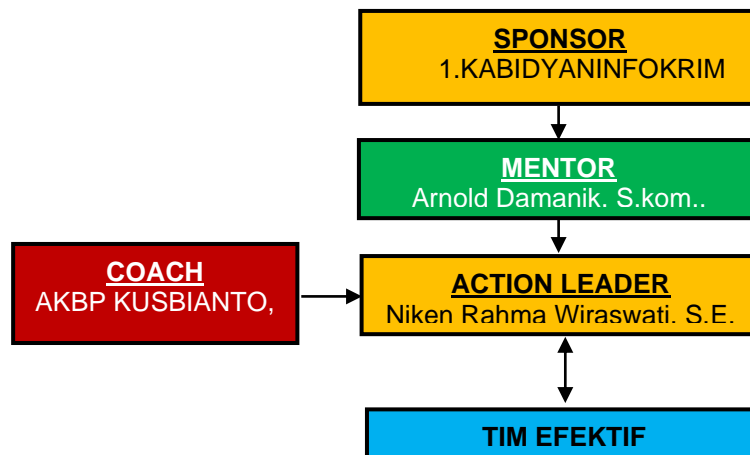 SPONSOR
1.KABIDYANINFOKRIM
MENTOR
Arnold Damanik. S.kom..
COACH
AKBP KUSBIANTO,
ACTION LEADER
Niken Rahma Wiraswati. S.E.
TIM EFEKTIF